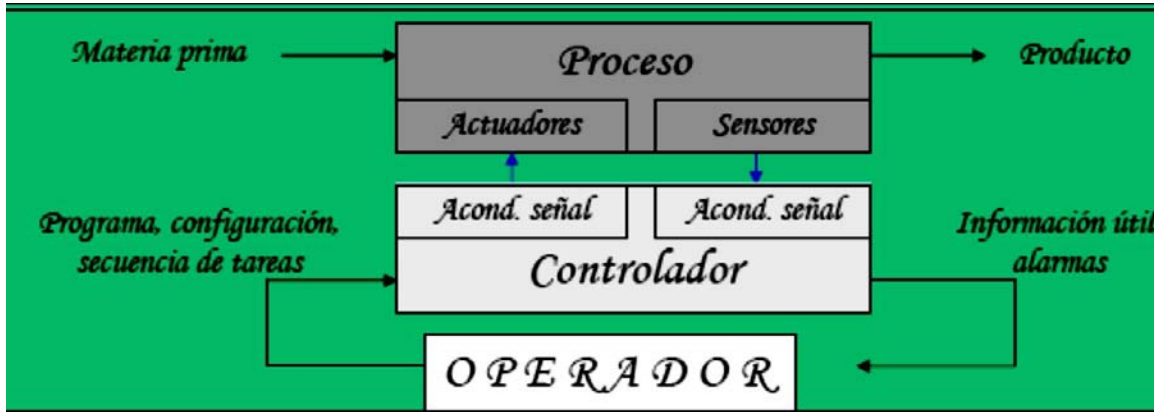 Materia prima
Proceso
Producto
Actuadores
Sensores
Programa, configuración,
secuencia de tareas
Acond. señal
Acond. señal
Controlador
Información útil
alarmas
OPERADOR